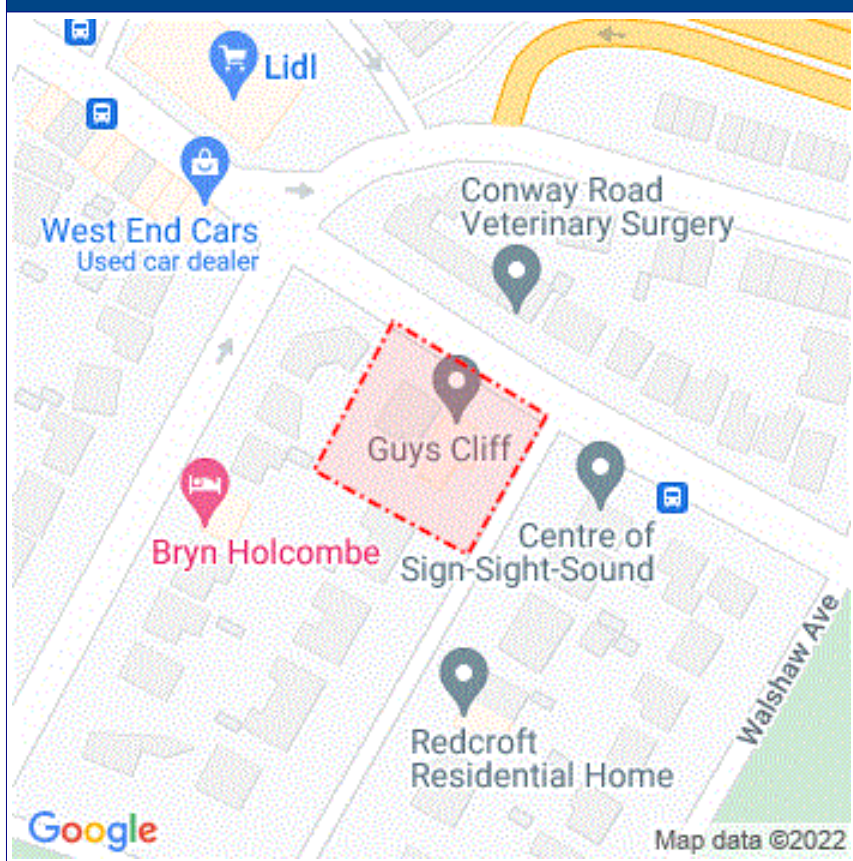 Lidl
West End Cars
Used car dealer
Conway Road
Veterinary Surgery
Guys Cliff
Bryn Holcombe
Centre of
Sign-Sight-Sound
Walshaw Ave
Redcroft
Residential Home
Google
Map data ©2022